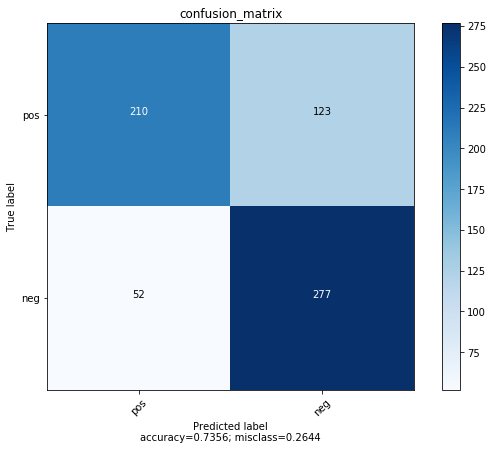 confusion_matrix
pos
210
123
neg
52
277
pos
neg
True label
Predicted label
accuracy=0.7356; misclass=0.2644
275
250
225
200
175
150
125
100
75